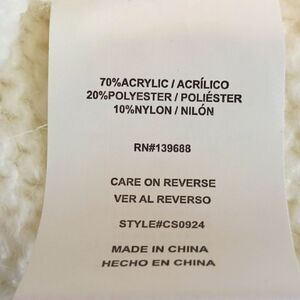 70%ACRYLIC / ACRÍLICO
20%POLYESTER / POLIÉSTER
10%NYLON / NILÓN
RN#139688
CARE ON REVERSE
VER AL REVERSO
STYLE#CS0924
MADE IN CHINA
HECHO EN CHINA